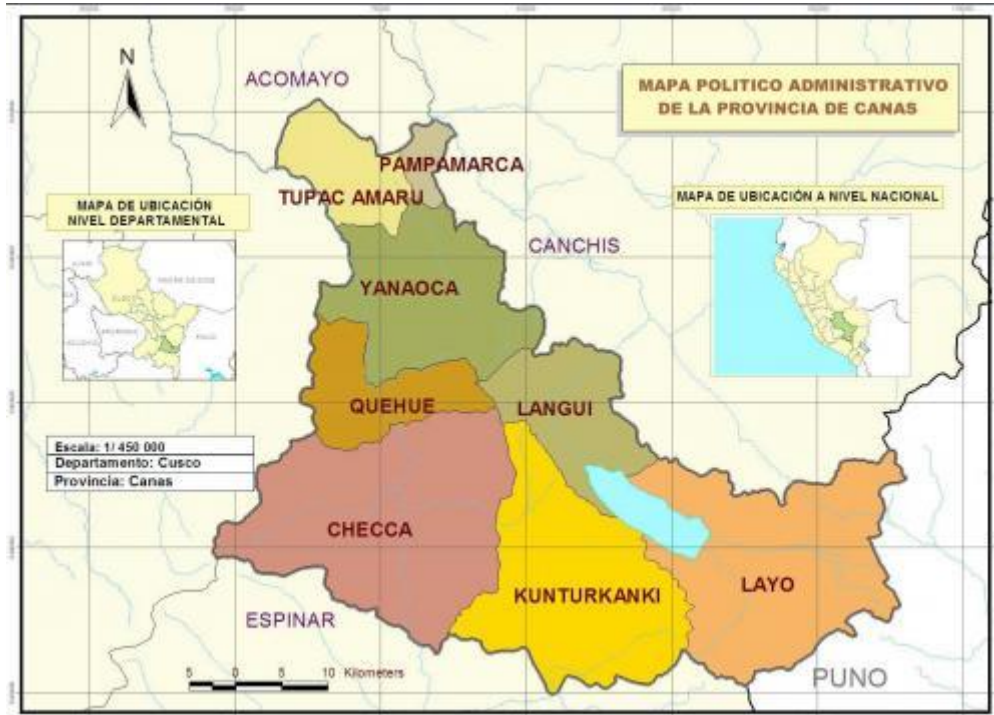 N
ACOMAYO
MAPA POLITICO ADMINISTRATIVO
DE LA PROVINCIA DE CANAS
PAMPAMARCA
TUPAC AMARU
MAPA DE UBICACIÓN
NIVEL DEPARTAMENTAL
MAPA DE UBICACIÓN A NIVEL NACIONAL
CANCHIS
YANAOCA
QUEHUE
LANGUI
Escala: 1/ 450 000
Departamento: Cusco
Provincia: Canas
CHECCA
KUNTURKANKI
LAYO
ESPINAR
5 0 5 10 Kilometers
PUNO